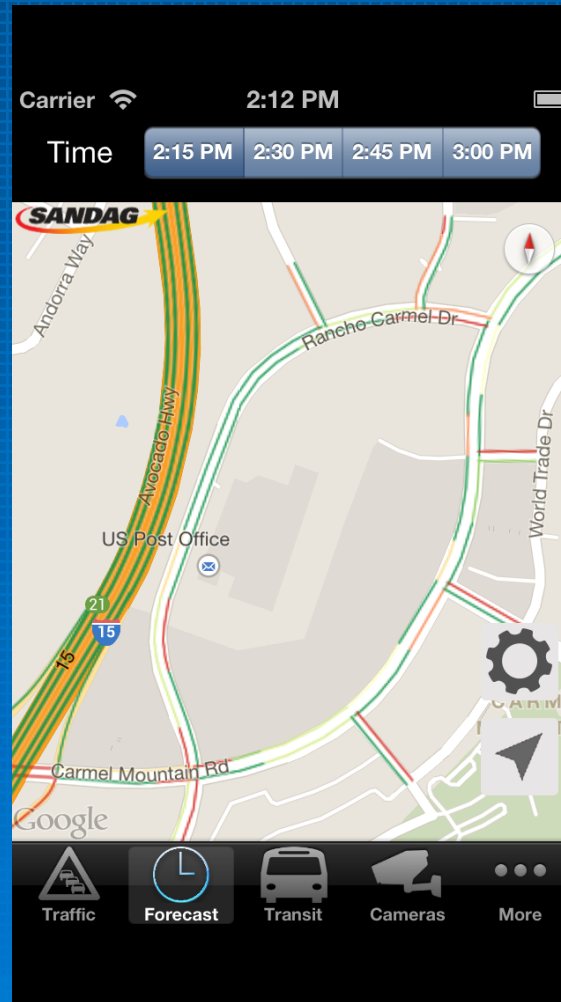 Carrier 2:12 PM
Time 2:15 PM 2:30 PM 2:45 PM 3:00 PM
SANDAG
Andorra Way
Rancho Carmel Dr
Avocado Hwy
World Trade Dr
US Post Office
21
15
15
CARM
Carmel Mountain Rd
Google
Traffic Forecast Transit Cameras More